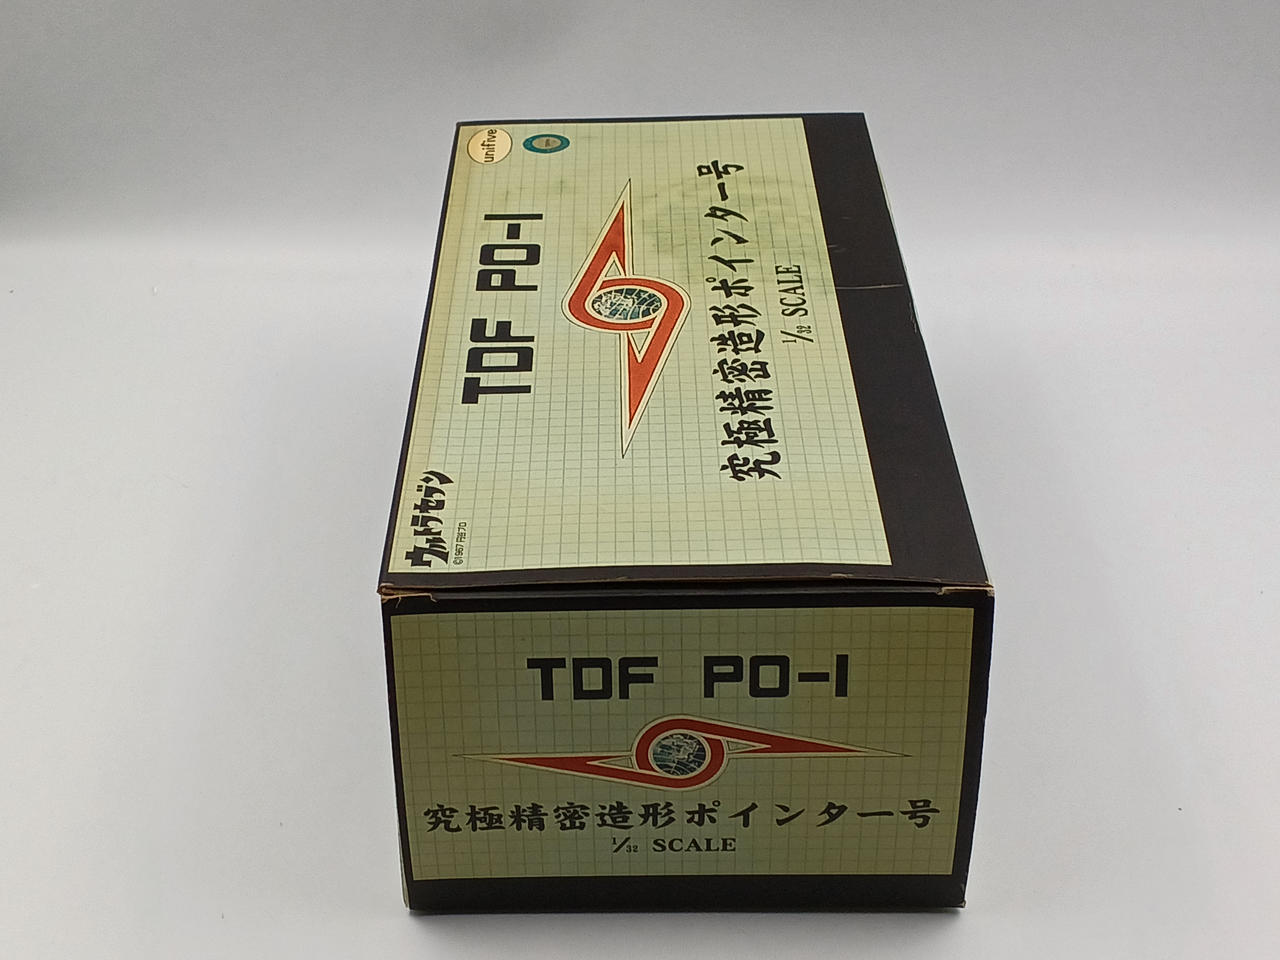 unifive
TDF PO-1
究極精密造形ポインター号
1/32 SCALE
ウルトラセブン
©1967 円谷プロ
TDF PO-1
究極精密造形ポインター号
1/32 SCALE